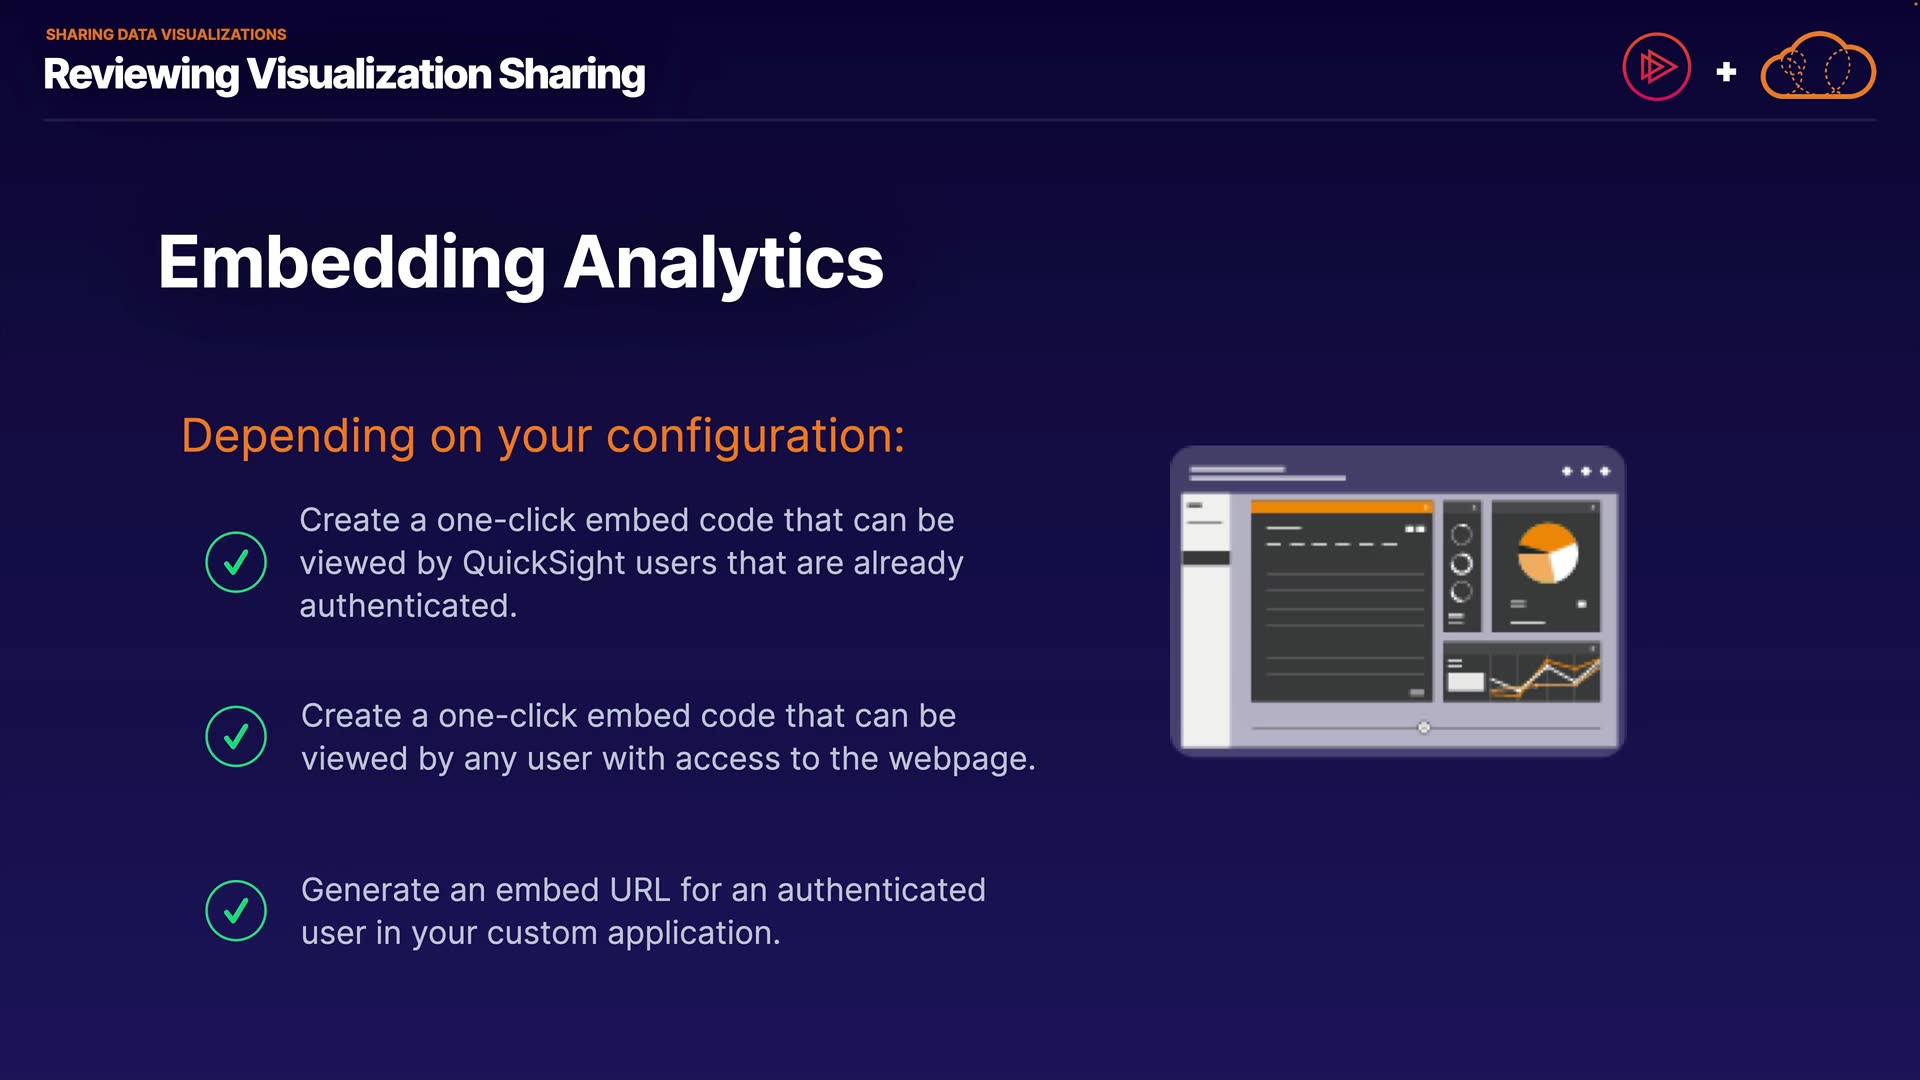 SHARING DATA VISUALIZATIONS
Reviewing Visualization Sharing
Embedding Analytics
Depending on your configuration:
Create a one-click embed code that can be
viewed by QuickSight users that are already
authenticated.
Create a one-click embed code that can be
viewed by any user with access to the webpage.
Generate an embed URL for an authenticated
user in your custom application.